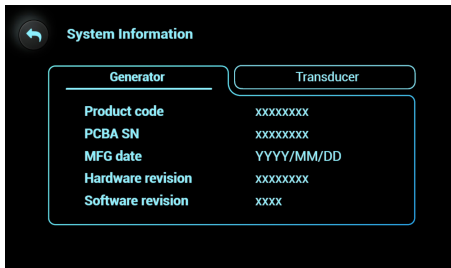 System Information
Generator Transducer
Product code xxxxxxxx
PCBA SN xxxxxxxx
MFG date YYYY/MM/DD
Hardware revision xxxxxxxx
Software revision xxxx